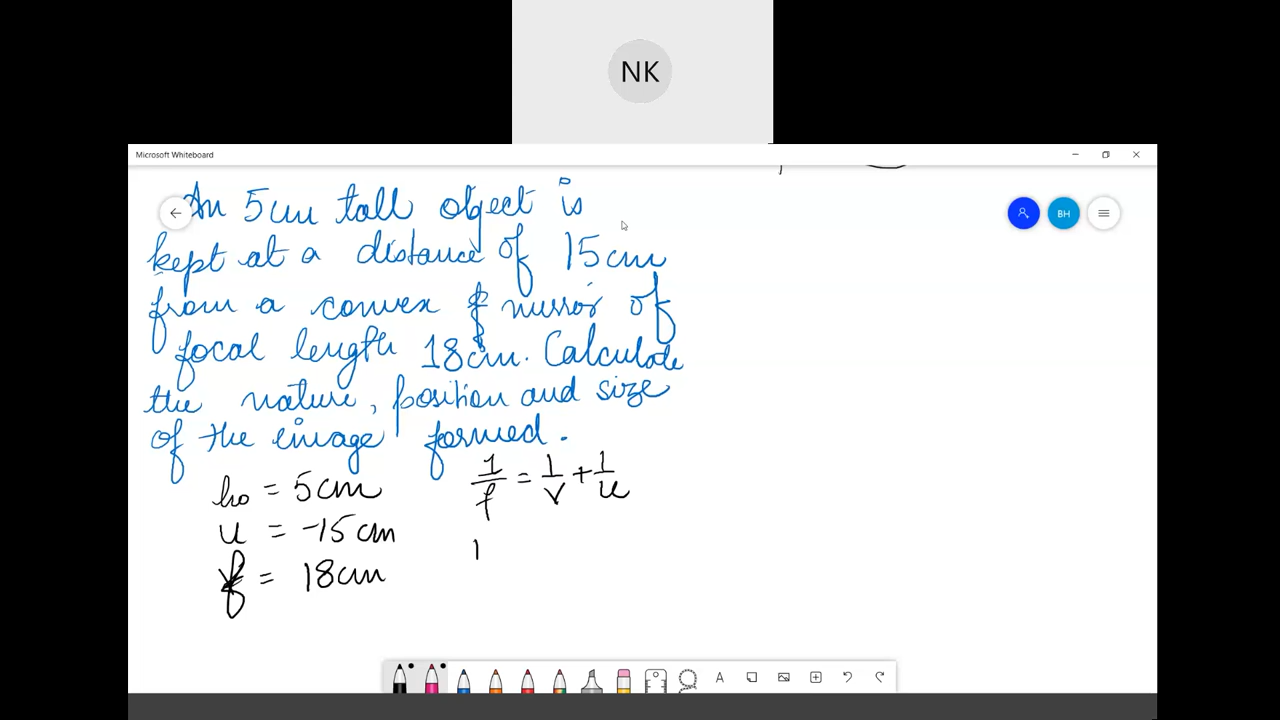 NK
Microsoft Whiteboard
An 5cm tall object is
kept at a distance of 15cm
from a convex mirror of
focal length 18cm. Calculate
the nature, position and size
of the image formed.
BH
ho = 5cm
u = -15cm
f = 18cm
1/f = 1/v + 1/u
1
A